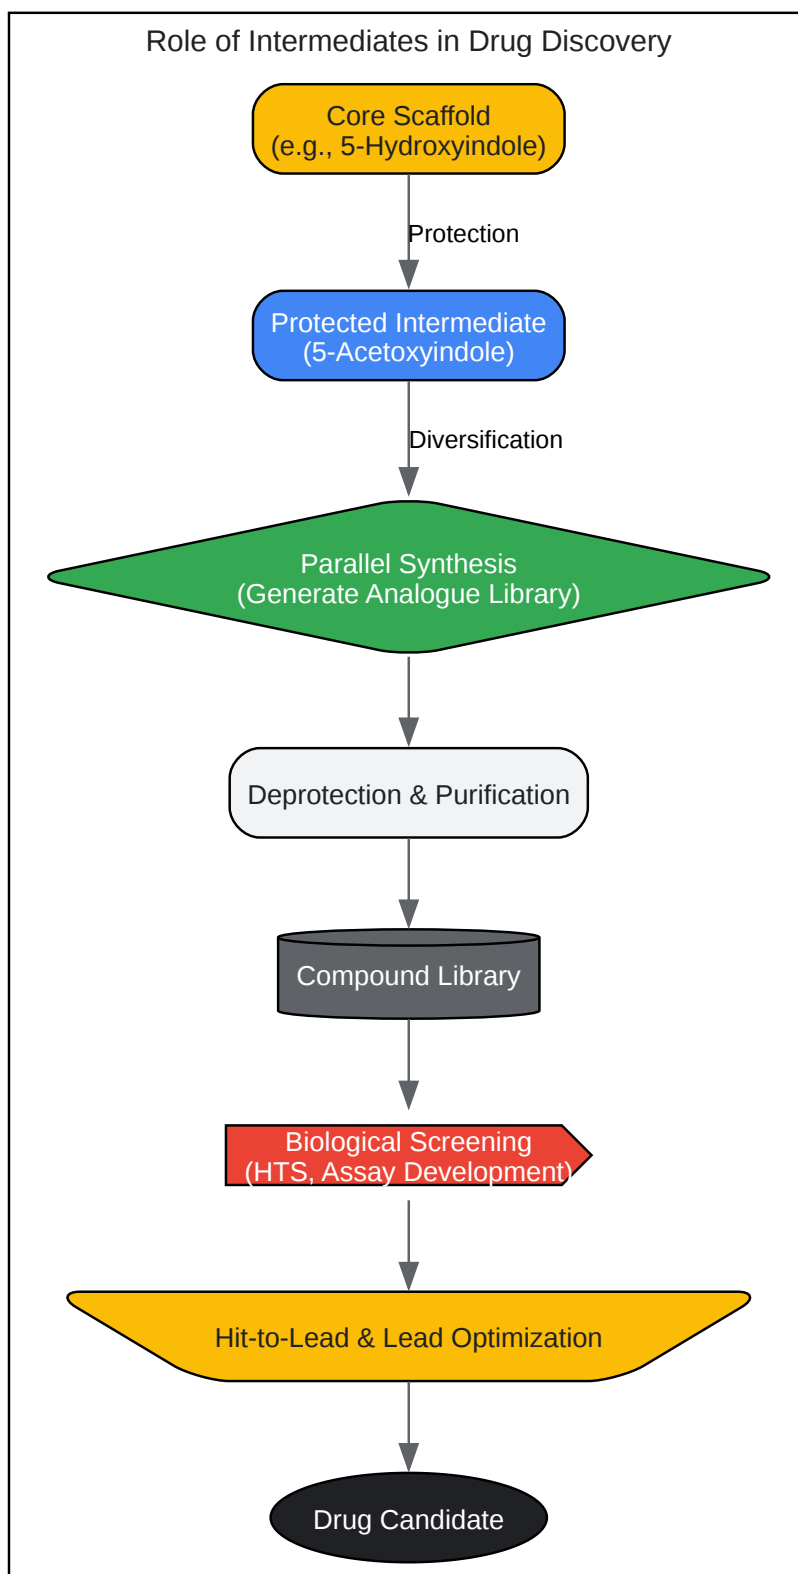 Role of Intermediates in Drug Discovery
Core Scaffold
(e.g., 5-Hydroxyindole)
Protection
Protected Intermediate
(5-Acetoxyindole)
Diversification
Parallel Synthesis
(Generate Analogue Library)
Deprotection & Purification
Compound Library
Biological Screening
(HTS, Assay Development)
Hit-to-Lead & Lead Optimization
Drug Candidate